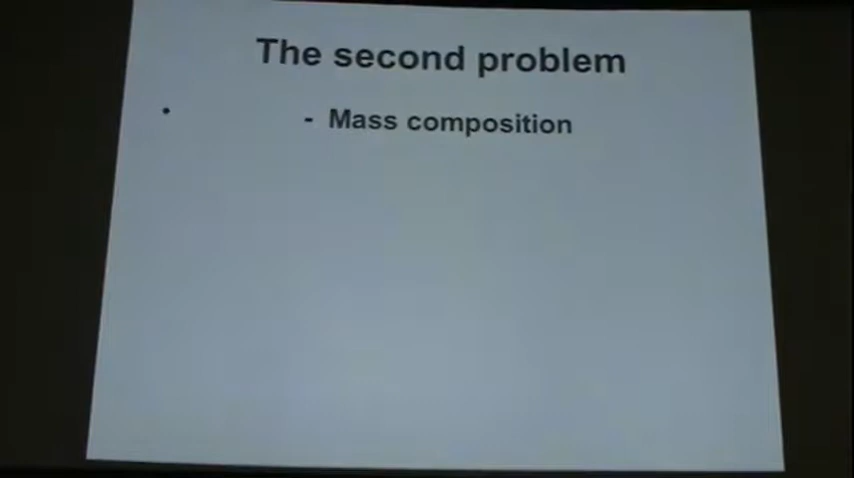 The second problem
• - Mass composition